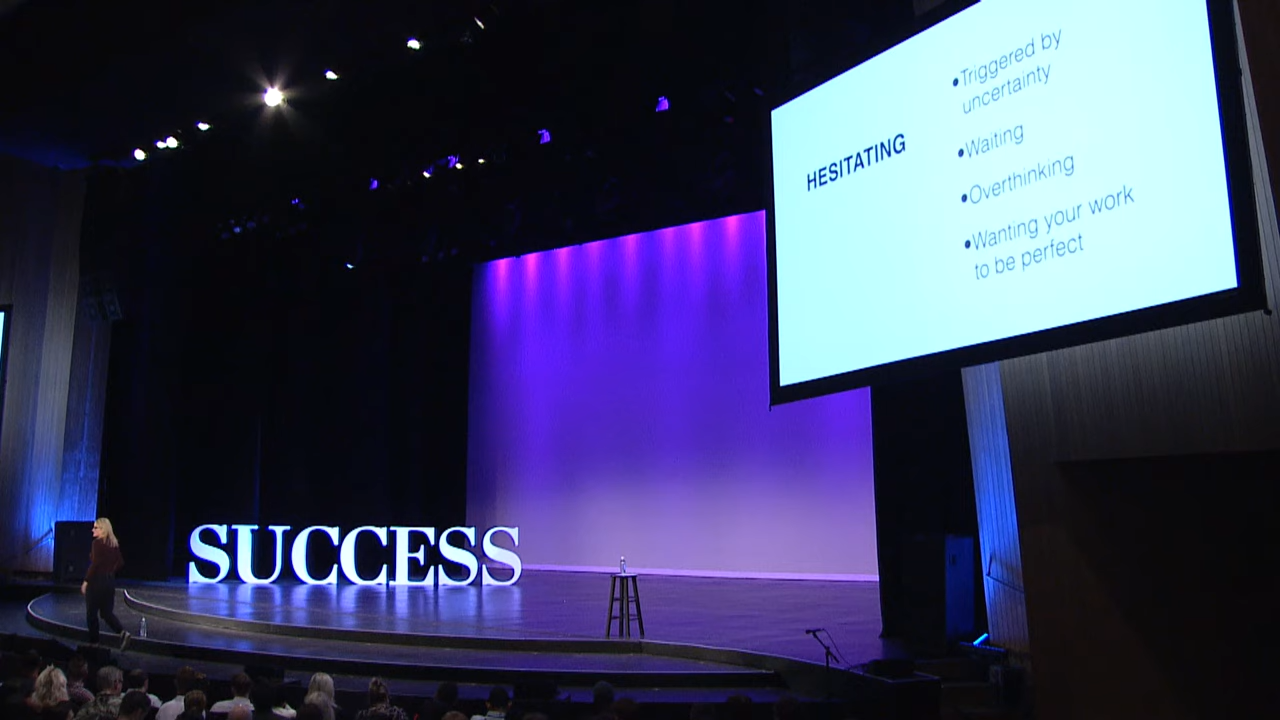 HESITATING
•Triggered by
uncertainty
•Waiting
•Overthinking
•Wanting your work
to be perfect
SUCCESS